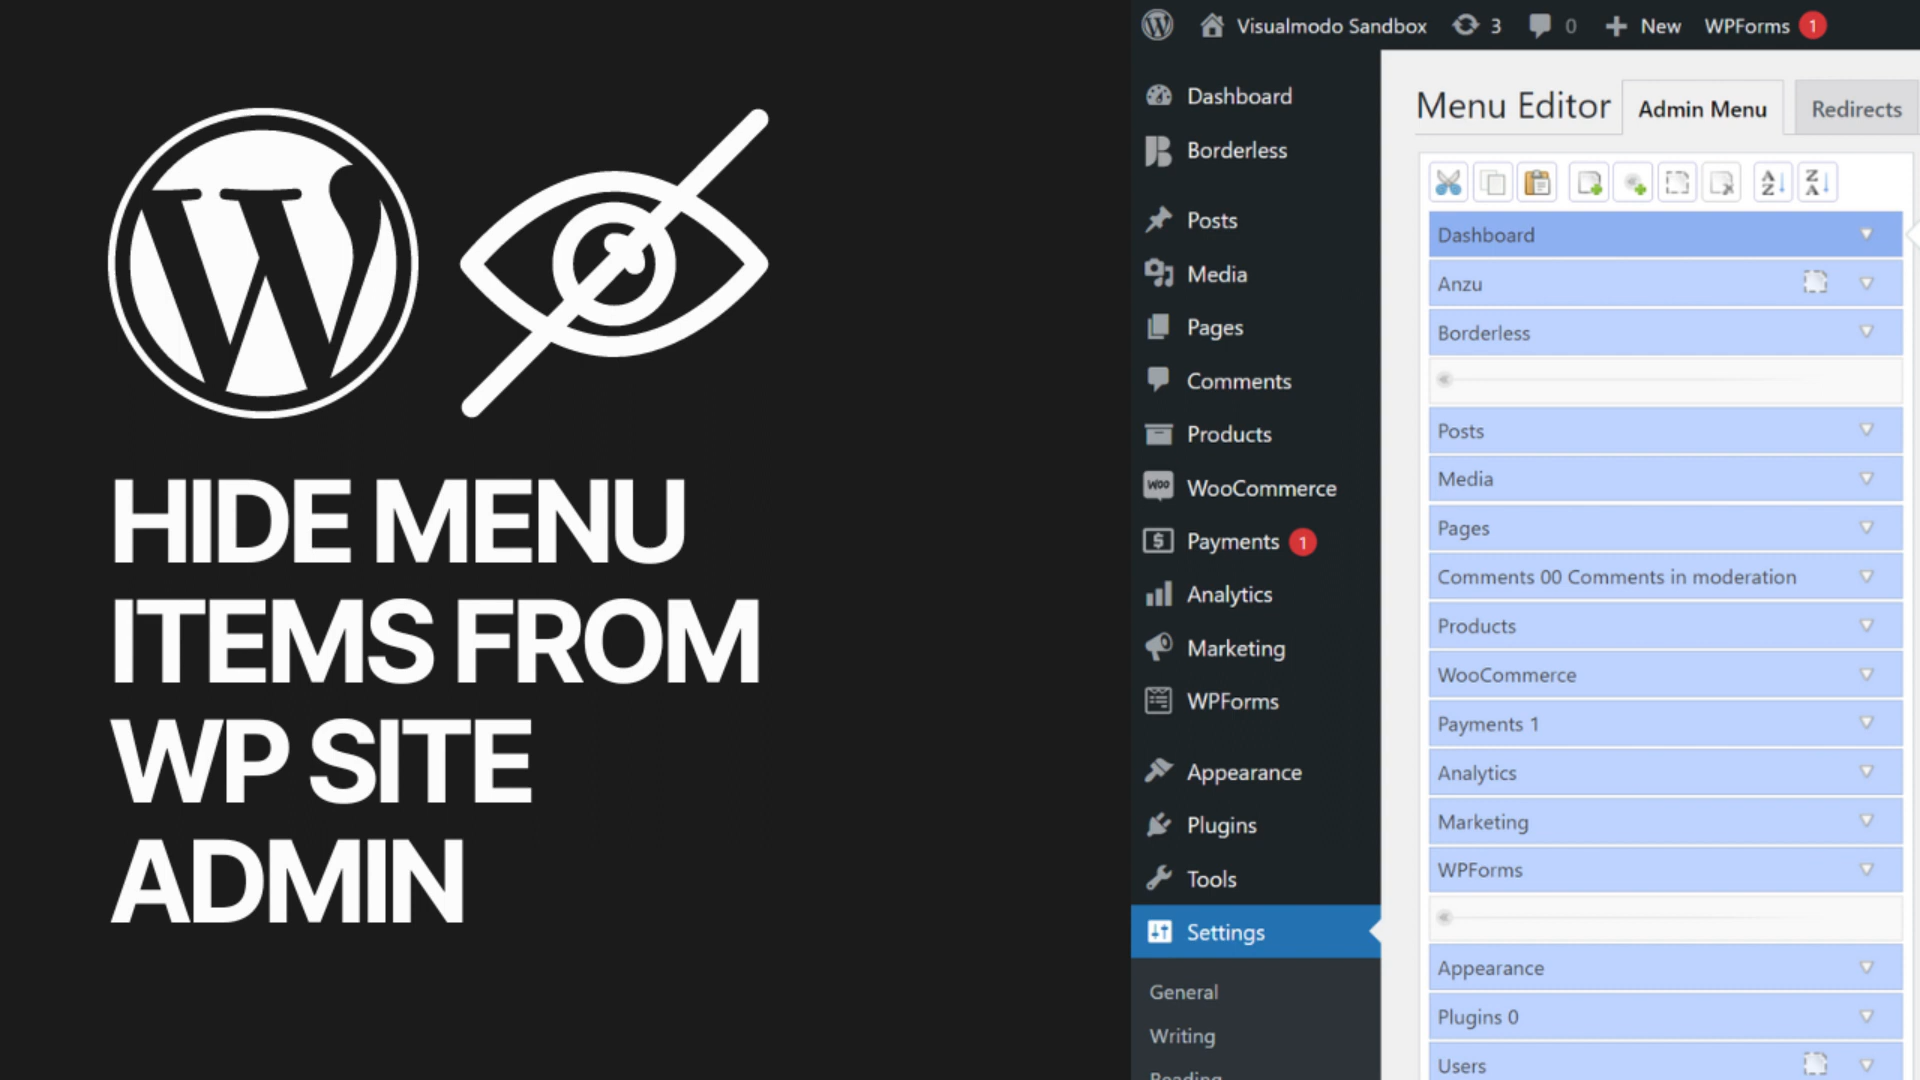 HIDE MENU
ITEMS FROM
WP SITE
ADMIN
Visualmodo Sandbox 3 0 New WPForms 1
Dashboard
Borderless
Posts
Media
Pages
Comments
Products
WooCommerce
Payments 1
Analytics
Marketing
WPForms
Appearance
Plugins
Tools
Settings
General
Writing
Reading
Menu Editor Admin Menu Redirects
Dashboard
Anzu
Borderless
Posts
Media
Pages
Comments 00 Comments in moderation
Products
WooCommerce
Payments 1
Analytics
Marketing
WPForms
Appearance
Plugins 0
Users